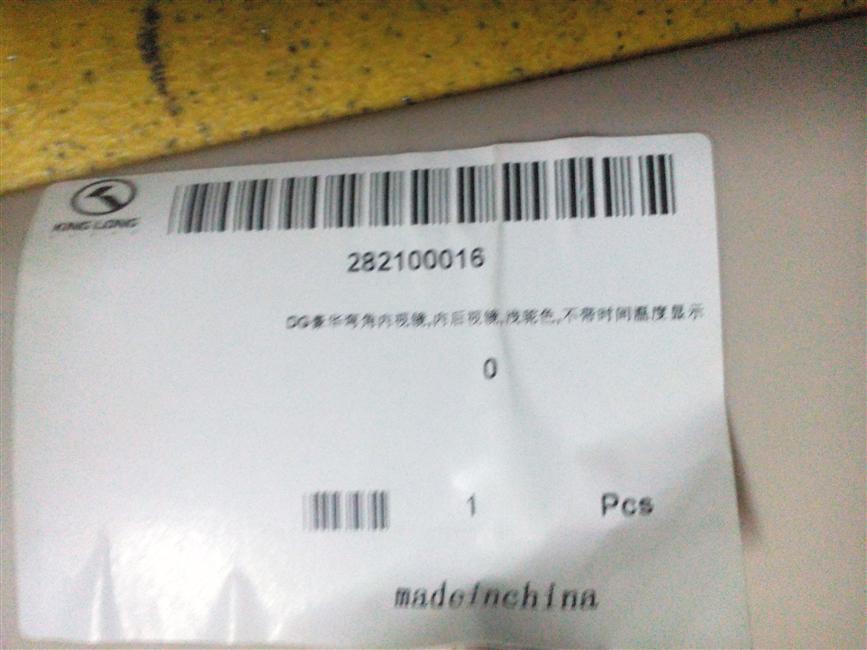 KING LONG
282100016
DG豪华弯角内视镜,内后视镜,浅驼色,不带时间温度显示
0
1 Pcs
madeinchina